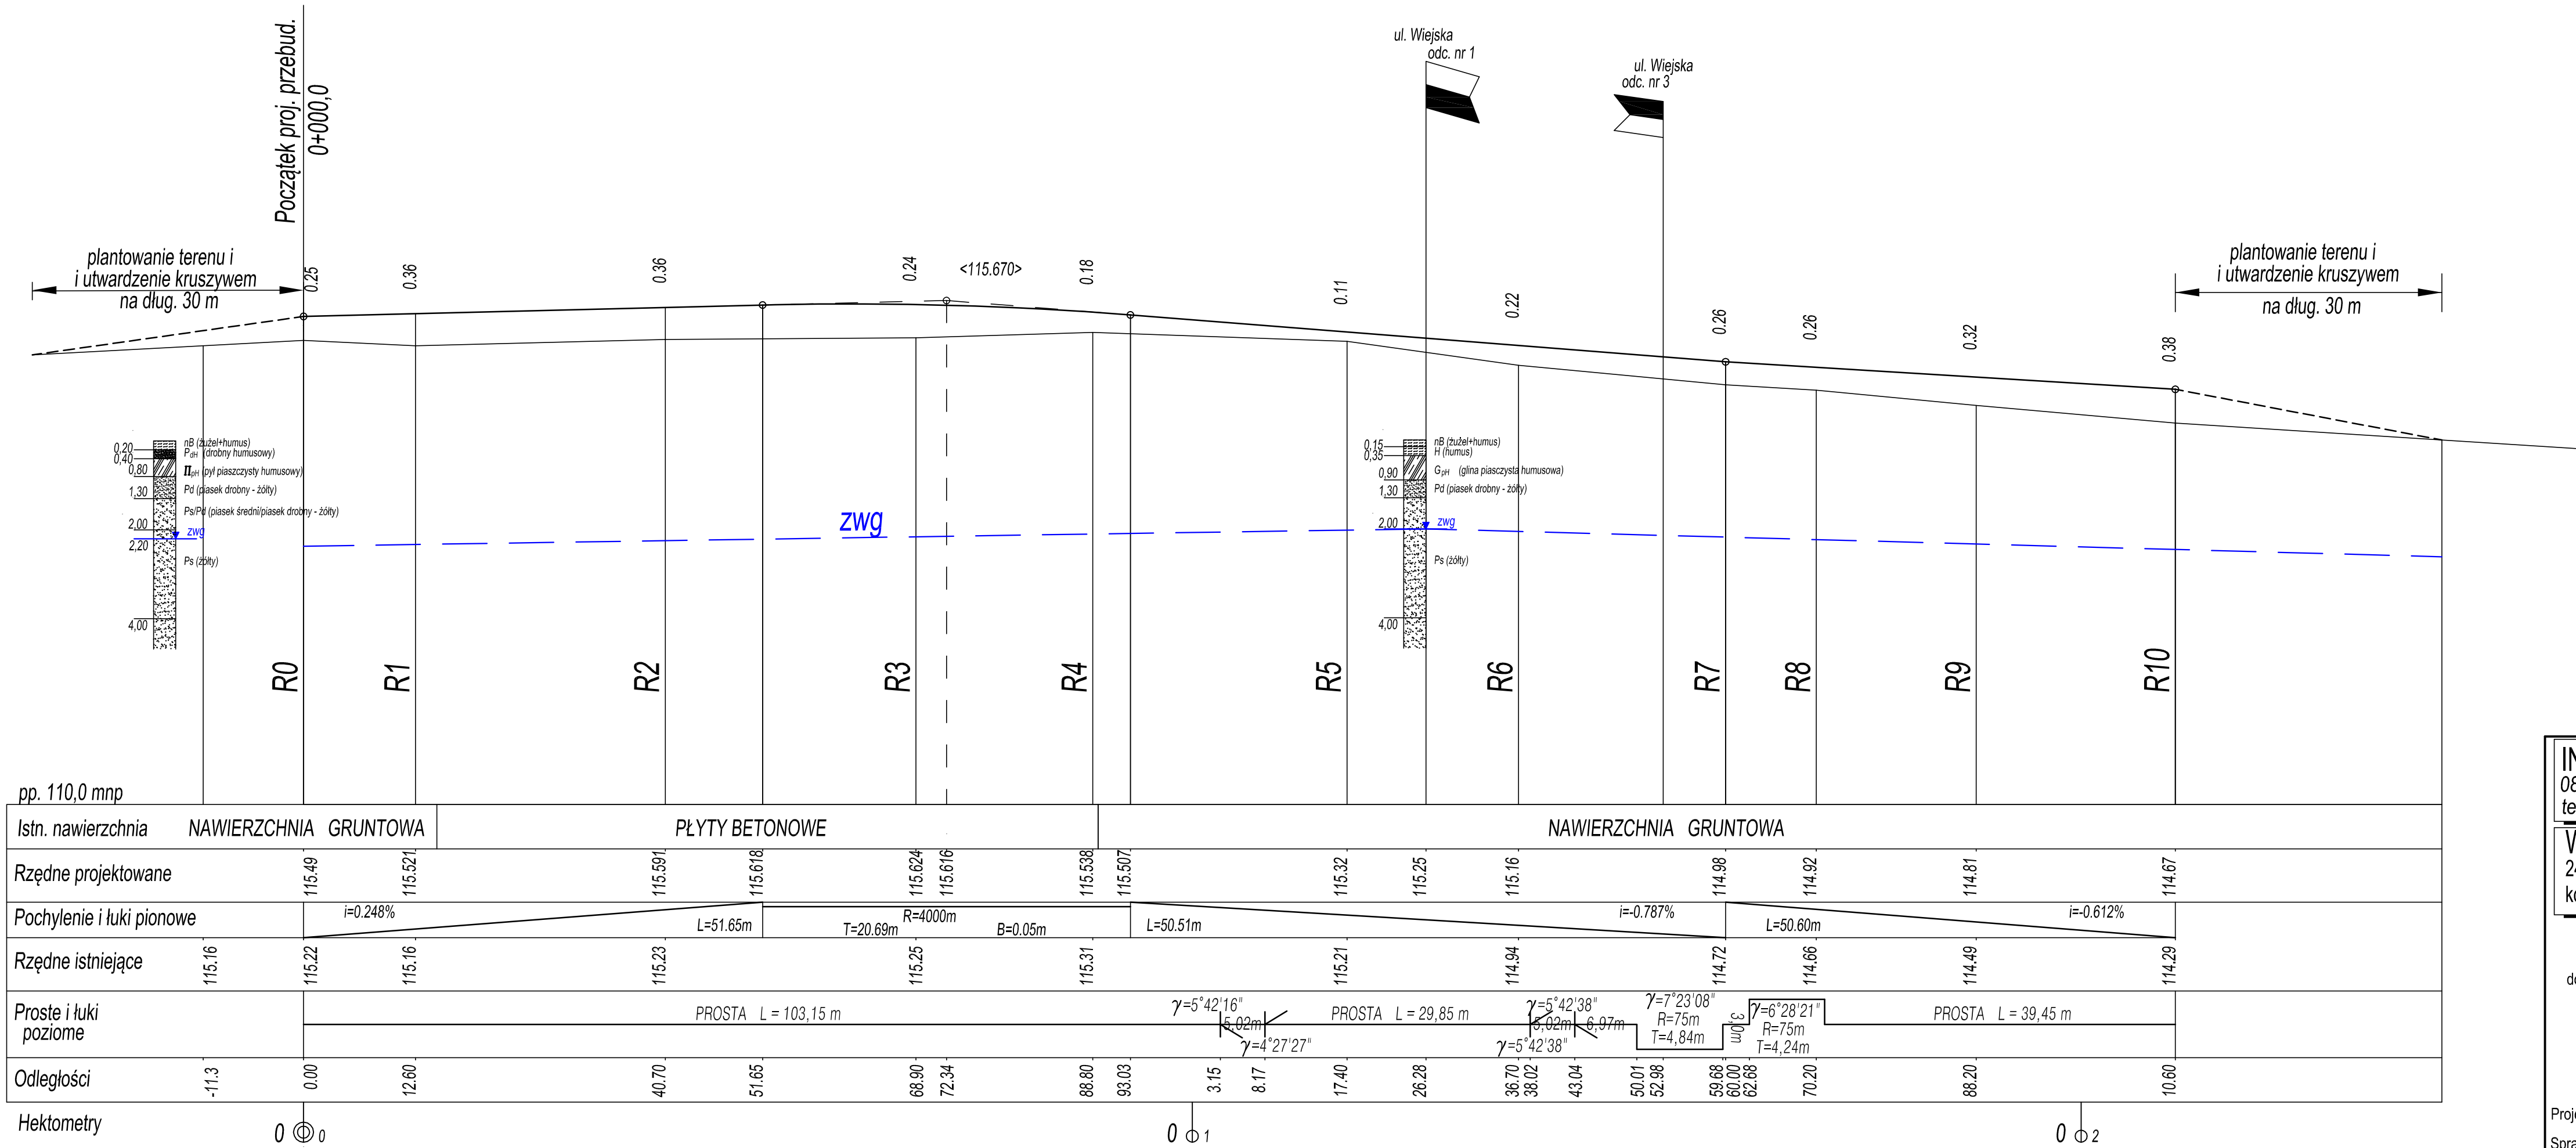 Początek proj. przebud.
0+000,0
ul. Wiejska
odc. nr 1
ul. Wiejska
odc. nr 3
plantowanie terenu i
i utwardzenie kruszywem
na dług. 30 m
plantowanie terenu i
i utwardzenie kruszywem
na dług. 30 m
0.25 0.36 0.36 0.24 <115.670> 0.18 0.11 0.22 0.26 0.26 0.32 0.38
0,20 nB (żużel+humus)
0,40 PdH (drobny humusowy)
0,80 ΠpH (pył piaszczysty humusowy)
1,30 Pd (piasek drobny - żółty)
Ps/Pd (piasek średni/piasek drobny - żółty)
2,00 zwg
2,20
Ps (żółty)
4,00
zwg
0,15 nB (żużel+humus)
0,35 H (humus)
0,90 GpH (glina piasczysta humusowa)
1,30 Pd (piasek drobny - żółty)
2,00 zwg
Ps (żółty)
4,00
R0 R1 R2 R3 R4 R5 R6 R7 R8 R9 R10
pp. 110,0 mnp
Istn. nawierzchnia NAWIERZCHNIA GRUNTOWA PŁYTY BETONOWE NAWIERZCHNIA GRUNTOWA
Rzędne projektowane 115.49 115.521 115.591 115.618 115.624 115.616 115.538 115.507 115.32 115.25 115.16 114.98 114.92 114.81 114.67
Pochylenie i łuki pionowe i=0.248% L=51.65m R=4000m T=20.69m B=0.05m L=50.51m i=-0.787% L=50.60m i=-0.612%
Rzędne istniejące 115.16 115.22 115.16 115.23 115.25 115.31 115.21 114.94 114.72 114.66 114.49 114.29
Proste i łuki
poziome
PROSTA L = 103,15 m
γ=5°42'16"
5,02m
γ=4°27'27"
PROSTA L = 29,85 m
γ=5°42'38"
5,02m
γ=5°42'38"
6,97m
γ=7°23'08"
R=75m
T=4,84m
3,0m
γ=6°28'21"
R=75m
T=4,24m
PROSTA L = 39,45 m
Odległości -11.3 0.00 12.60 40.70 51.65 68.90 72.34 88.80 93.03 3.15 8.17 17.40 26.28 36.70 38.02 43.04 50.01 52.98 59.68 60.00 62.68 70.20 88.20 10.60
Hektometry 0 0 0 1 0 2
08
te
24
do
Proje
Spra